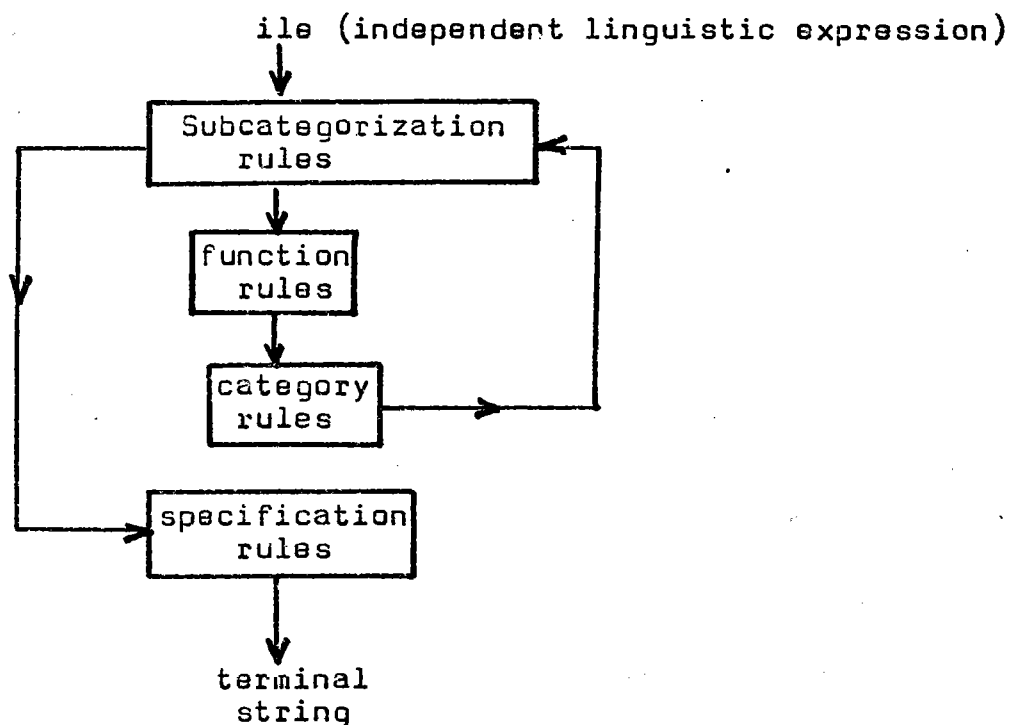 ile (independent linguistic expression)
Subcategorization
rules
function
rules
category
rules
specification
rules
terminal
string